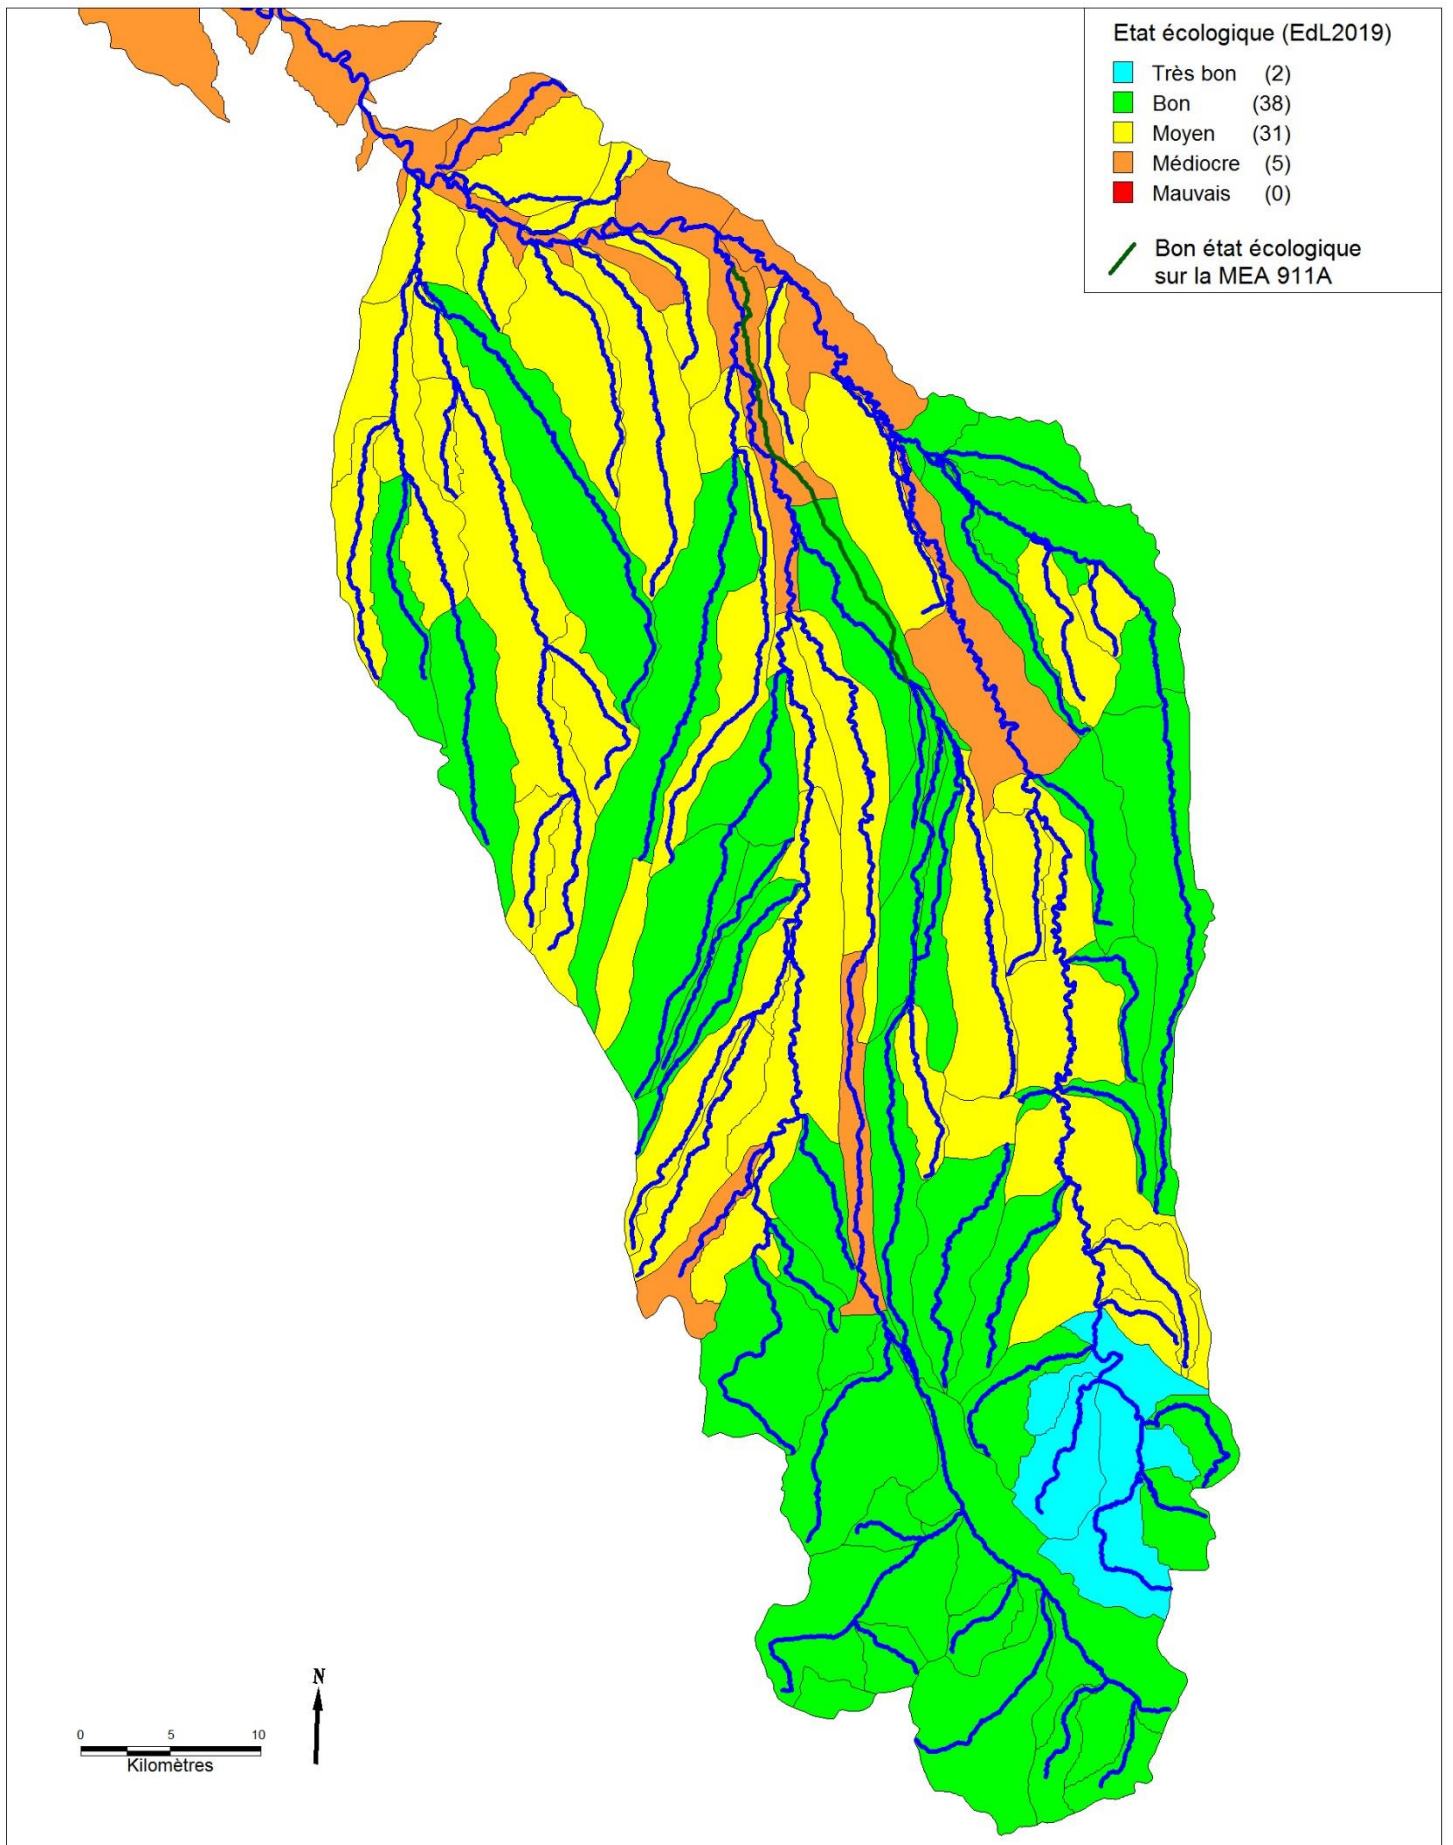 Etat écologique (EdL2019)
Très bon (2)
Bon (38)
Moyen (31)
Médiocre (5)
Mauvais (0)
Bon état écologique
sur la MEA 911A
N
0 5 10
Kilomètres